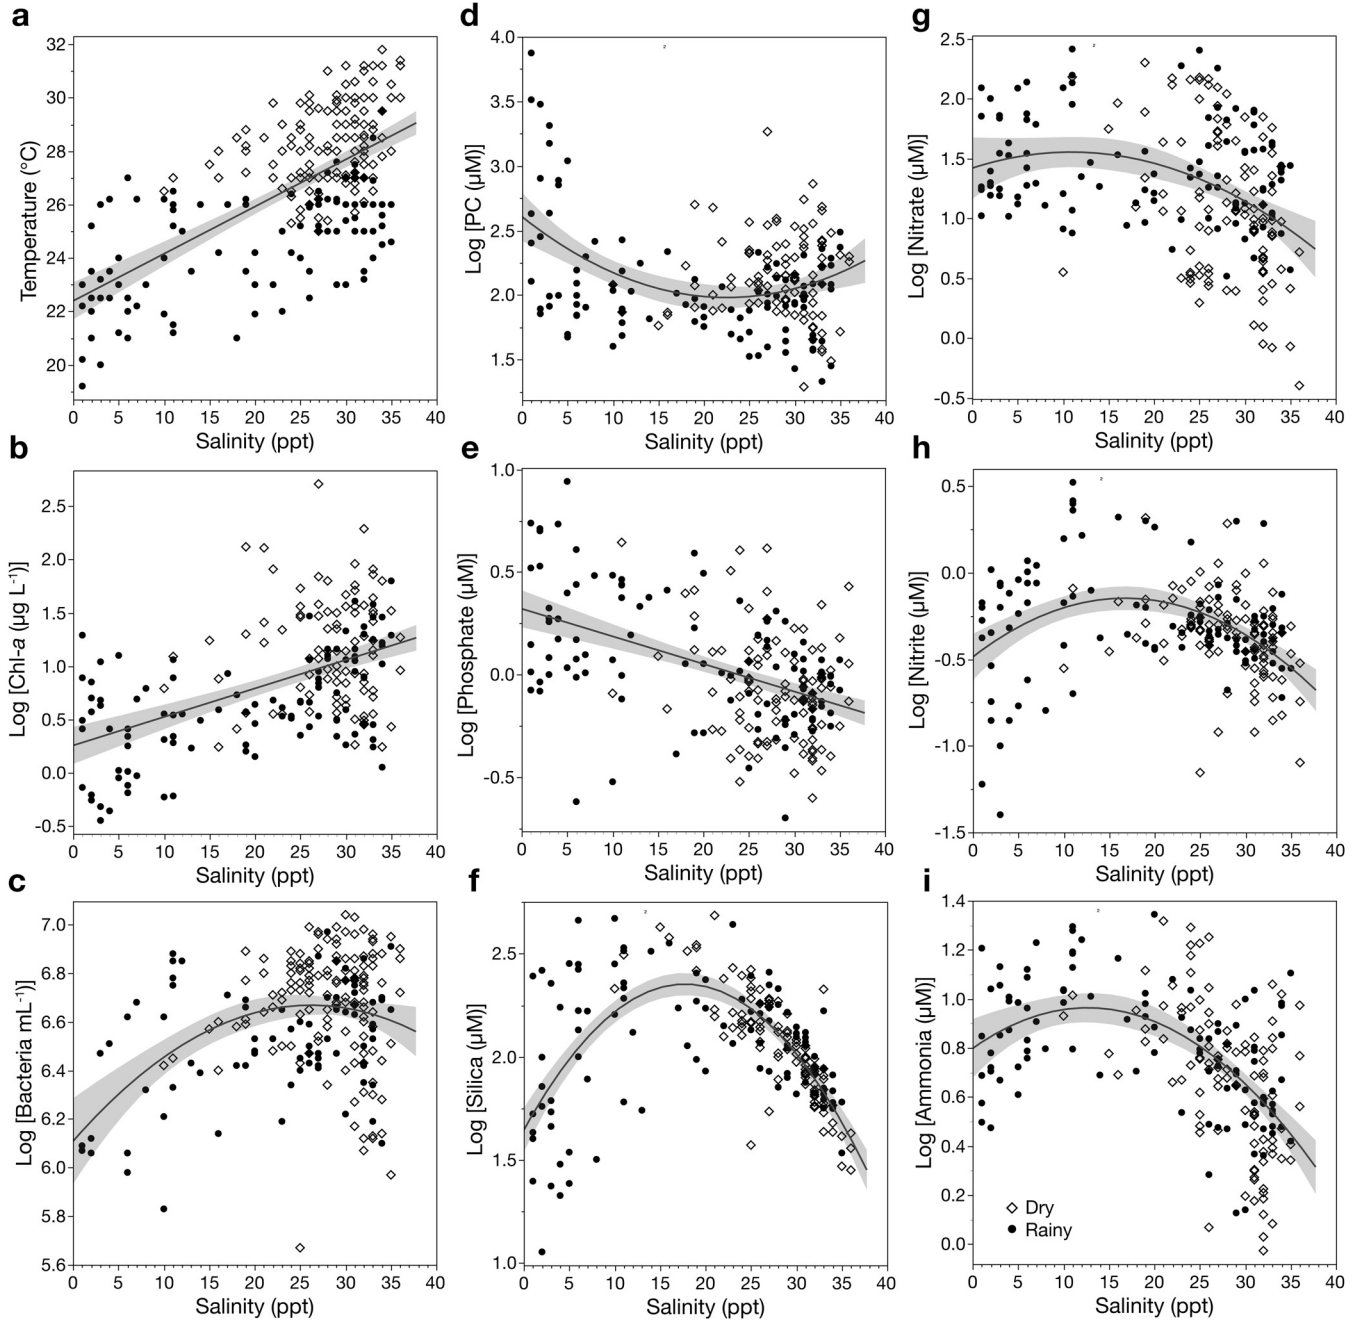 a
32
30
28
26
24
22
20
Temperature (°C)
0 5 10 15 20 25 30 35 40
Salinity (ppt)
b
2.5
2.0
1.5
1.0
0.5
0.0
-0.5
Log [Chl-a (µg L⁻¹)]
0 5 10 15 20 25 30 35 40
Salinity (ppt)
c
7.0
6.8
6.6
6.4
6.2
6.0
5.8
5.6
Log [Bacteria mL⁻¹)]
0 5 10 15 20 25 30 35 40
Salinity (ppt)
d
4.0
3.5
3.0
2.5
2.0
1.5
Log [PC (µM)]
0 5 10 15 20 25 30 35 40
Salinity (ppt)
e
1.0
0.5
0.0
-0.5
Log [Phosphate (µM)]
0 5 10 15 20 25 30 35 40
Salinity (ppt)
f
2.5
2.0
1.5
1.0
Log [Silica (µM)]
0 5 10 15 20 25 30 35 40
Salinity (ppt)
g
2.5
2.0
1.5
1.0
0.5
0.0
-0.5
Log [Nitrate (µM)]
0 5 10 15 20 25 30 35 40
Salinity (ppt)
h
0.5
0.0
-0.5
-1.0
-1.5
Log [Nitrite (µM)]
0 5 10 15 20 25 30 35 40
Salinity (ppt)
i
1.4
1.2
1.0
0.8
0.6
0.4
0.2
0.0
Log [Ammonia (µM)]
Dry
Rainy
0 5 10 15 20 25 30 35 40
Salinity (ppt)